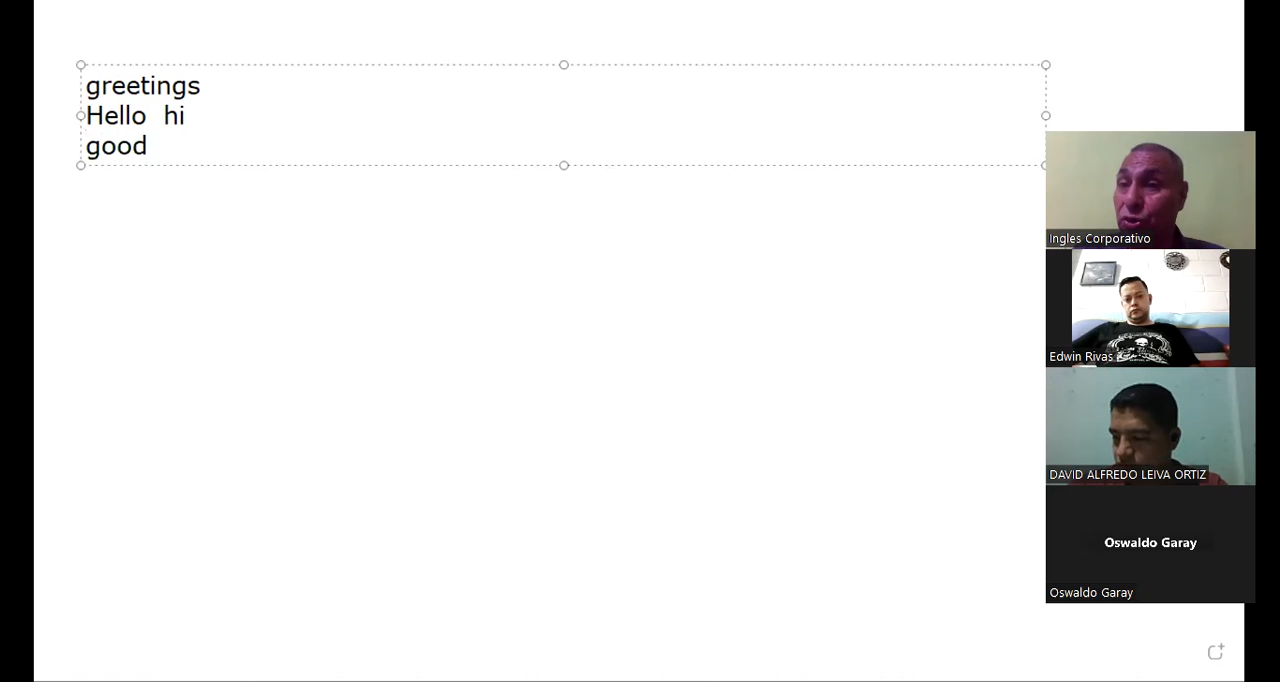 greetings
Hello hi
good
Ingles Corporativo
Edwin Rivas
DAVID ALFREDO LEIVA ORTIZ
Oswaldo Garay
Oswaldo Garay